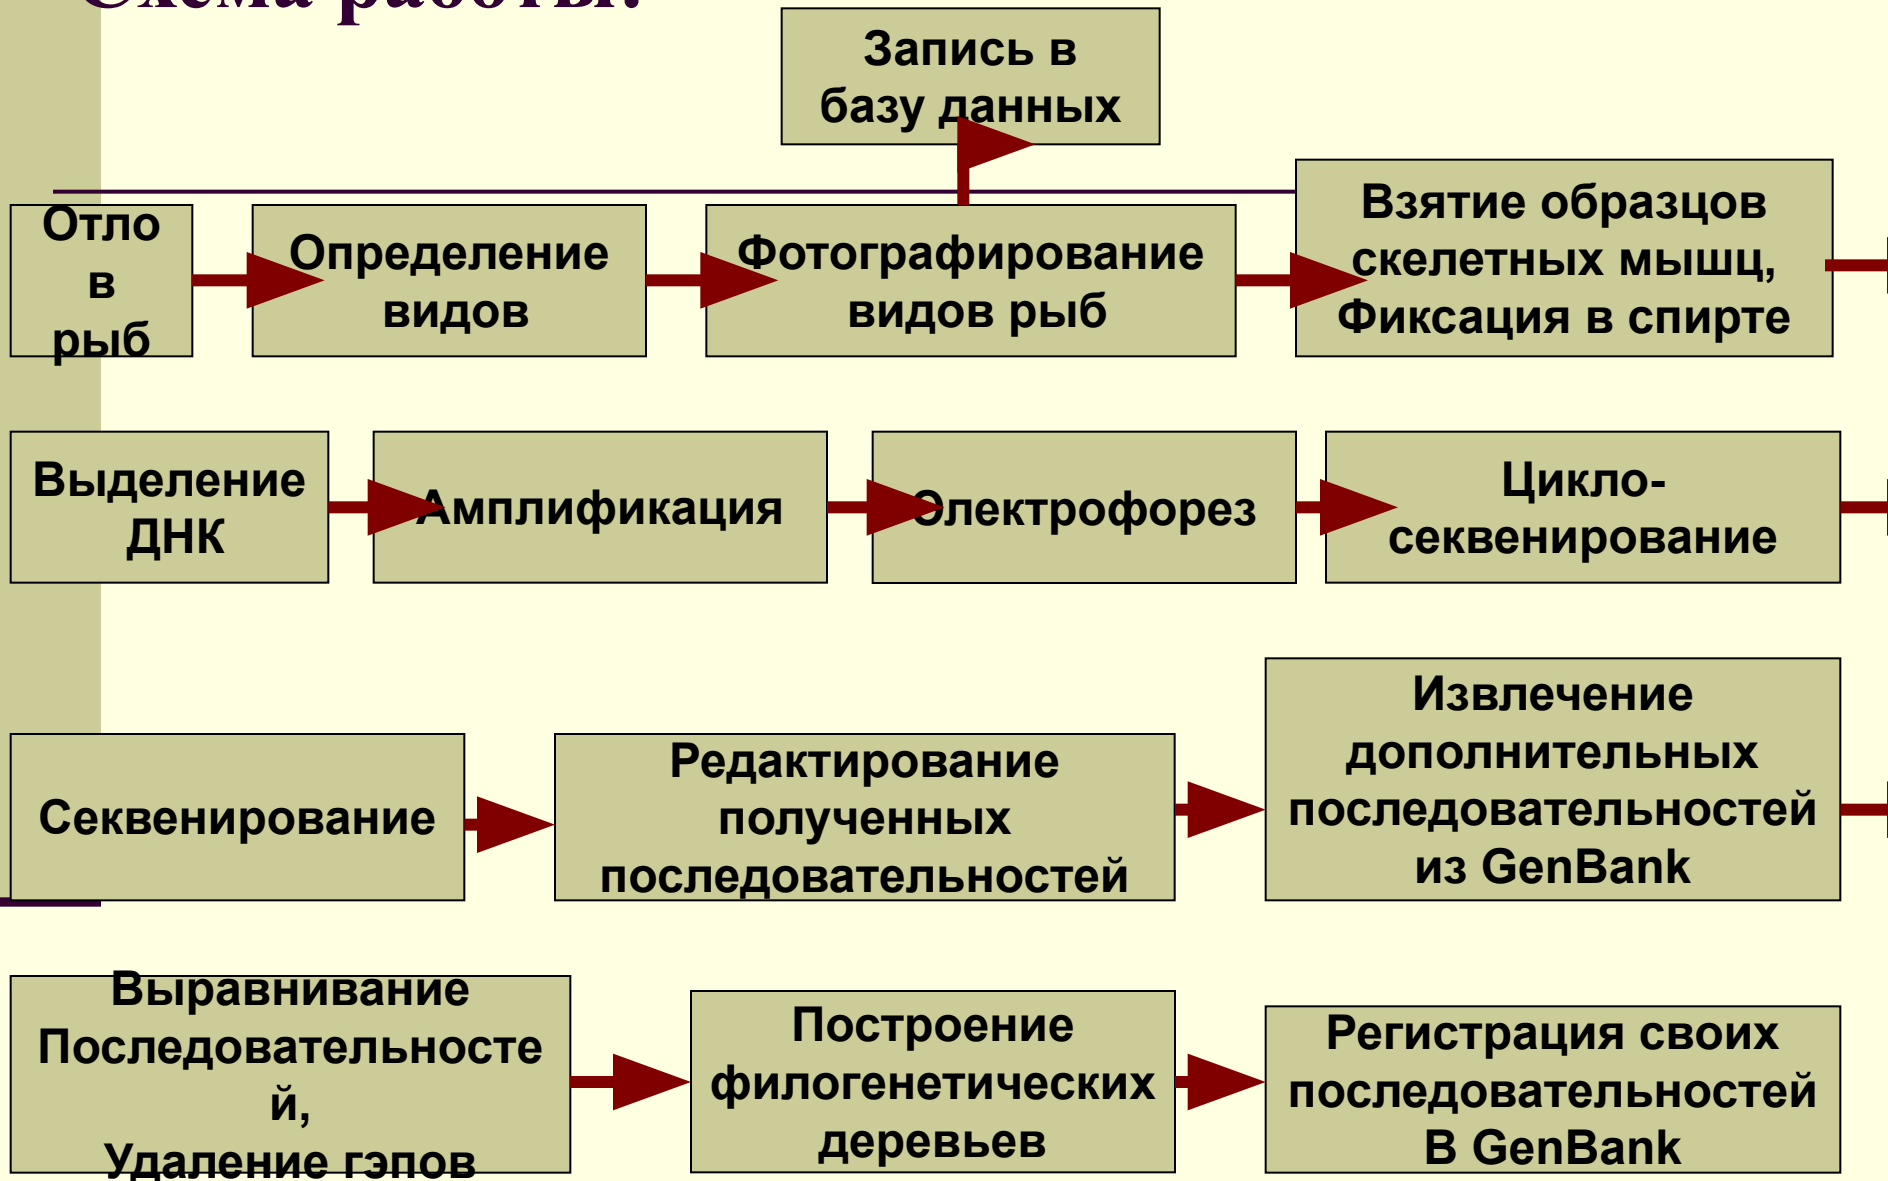 Схема работы:
Запись в
базу данных
Отло
в
рыб
Определение
видов
Фотографирование
видов рыб
Взятие образцов
скелетных мышц,
Фиксация в спирте
Выделение
ДНК
Амплификация
Электрофорез
Цикло-
секвенирование
Секвенирование
Редактирование
полученных
последовательностей
Извлечение
дополнительных
последовательностей
из GenBank
Выравнивание
Последовательносте
й,
Удаление гэпов
Построение
филогенетических
деревьев
Регистрация своих
последовательностей
В GenBank